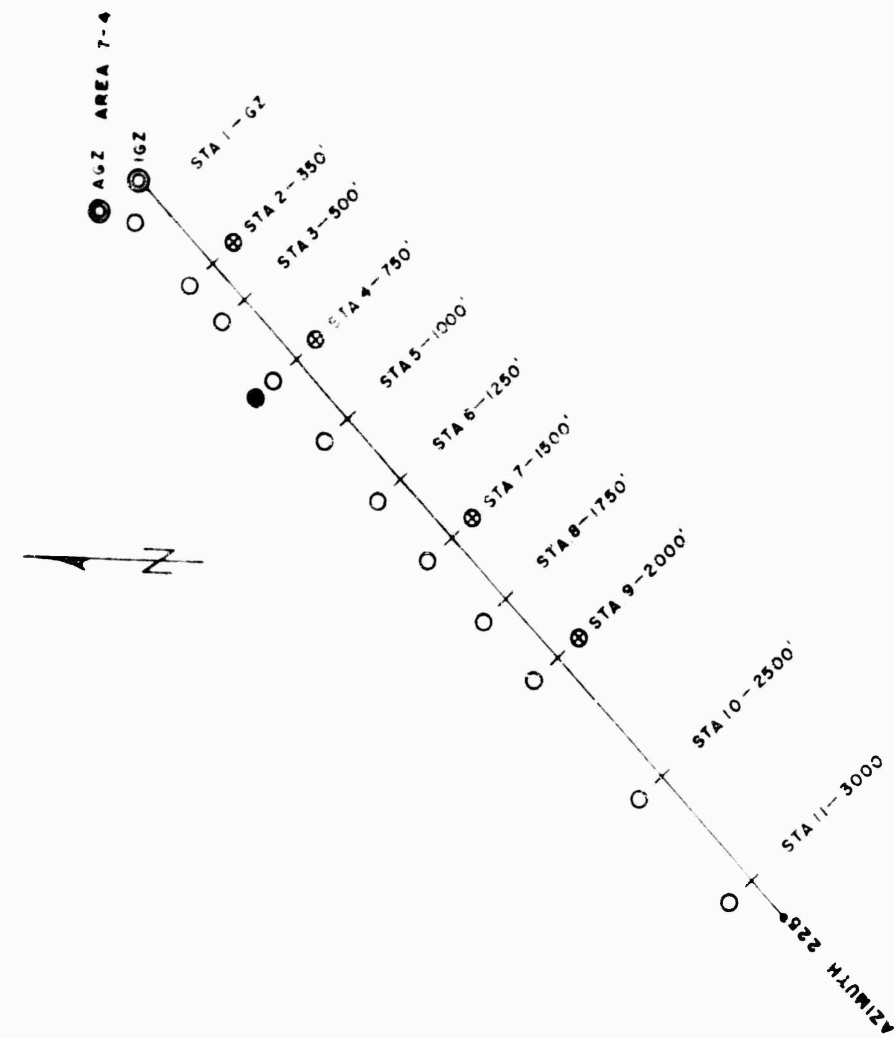 AGZ AREA 7-4
IGZ
STA 1-GZ
STA 2-350'
STA 3-500'
STA 4-750'
STA 5-1000'
STA 6-1250'
STA 7-1500'
STA 8-1750'
STA 9-2000'
STA 10-2500'
STA 11-3000
N
AZIMUTH 225°